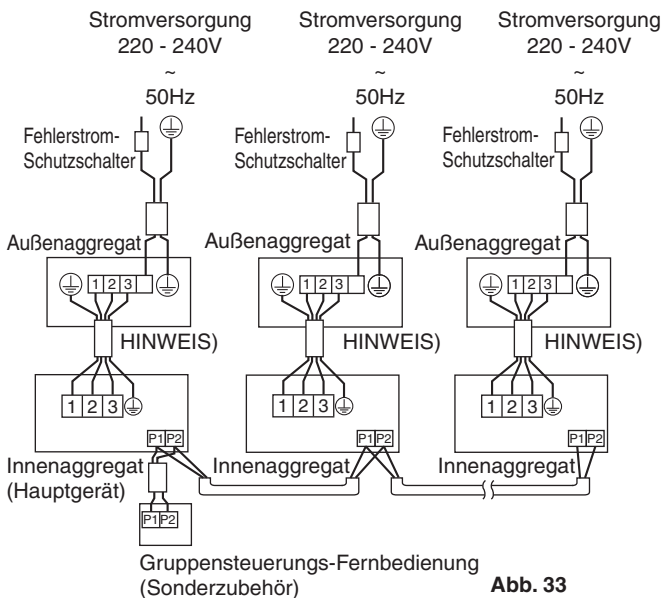 Stromversorgung Stromversorgung Stromversorgung
220 - 240V 220 - 240V 220 - 240V
~ ~ ~
50Hz 50Hz 50Hz
Fehlerstrom- Fehlerstrom- Fehlerstrom-
Schutzschalter Schutzschalter Schutzschalter
Außenaggregat Außenaggregat Außenaggregat
1 2 3 1 2 3 1 2 3
HINWEIS) HINWEIS) HINWEIS)
1 2 3 1 2 3 1 2 3
P1 P2 P1 P2 P1 P2
Innenaggregat Innenaggregat Innenaggregat
(Hauptgerät)
P1 P2
Gruppensteuerungs-Fernbedienung
(Sonderzubehör) Abb. 33